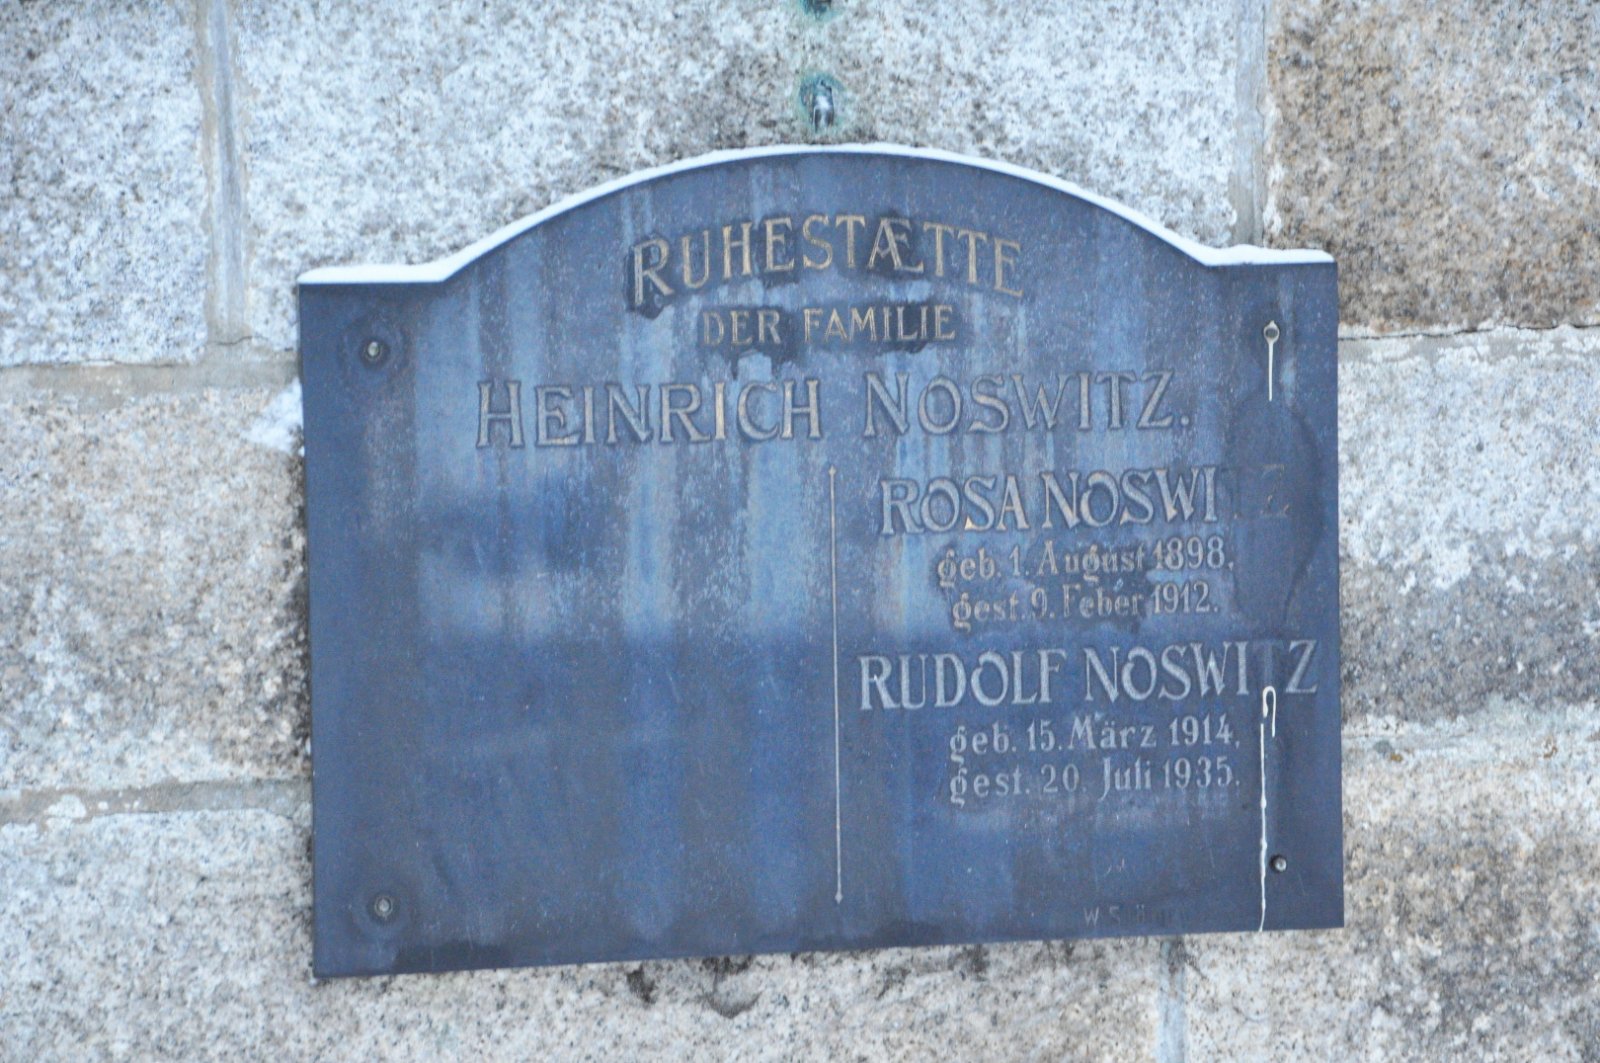 RUHESTÆTTE
DER FAMILIE
HEINRICH NOSWITZ.
ROSA NOSWITZ
geb. 1. August 1898.
gest. 9. Feber 1912.
RUDOLF NOSWITZ
geb. 15. März 1914.
gest. 20. Juli 1935.
W.